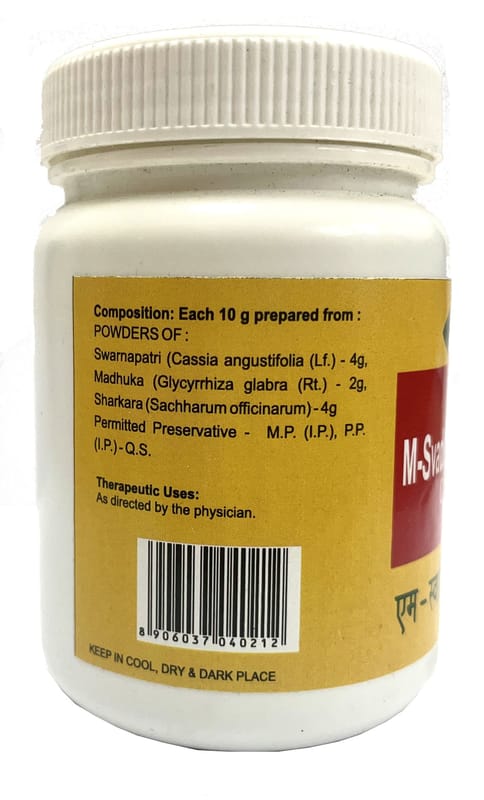 Composition: Each 10 g prepared from :
POWDERS OF :
Swarnapatri (Cassia angustifolia (Lf.) - 4g,
Madhuka (Glycyrrhiza glabra (Rt.) - 2g,
Sharkara (Sachharum officinarum) - 4g
Permitted Preservative - M.P. (I.P.), P.P.
(I.P.) - Q.S.
Therapeutic Uses:
As directed by the physician.
8 906037 040212
KEEP IN COOL, DRY & DARK PLACE
M-Svad
एम - स्व